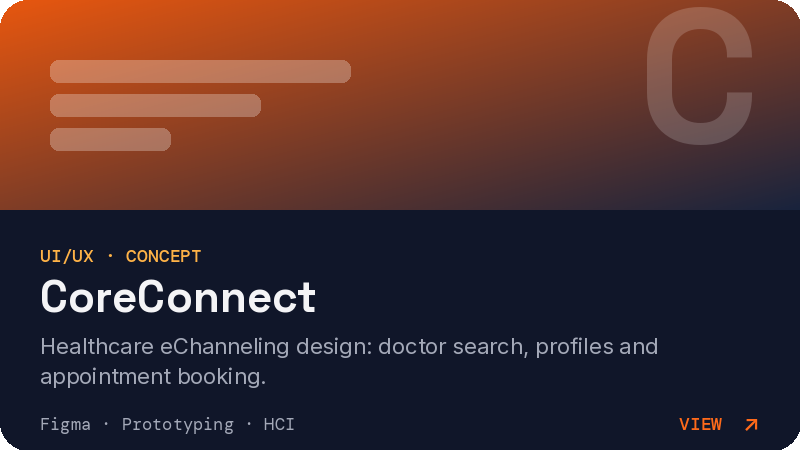 C
UI/UX · CONCEPT
CoreConnect
Healthcare eChanneling design: doctor search, profiles and
appointment booking.
Figma · Prototyping · HCI
VIEW ↗